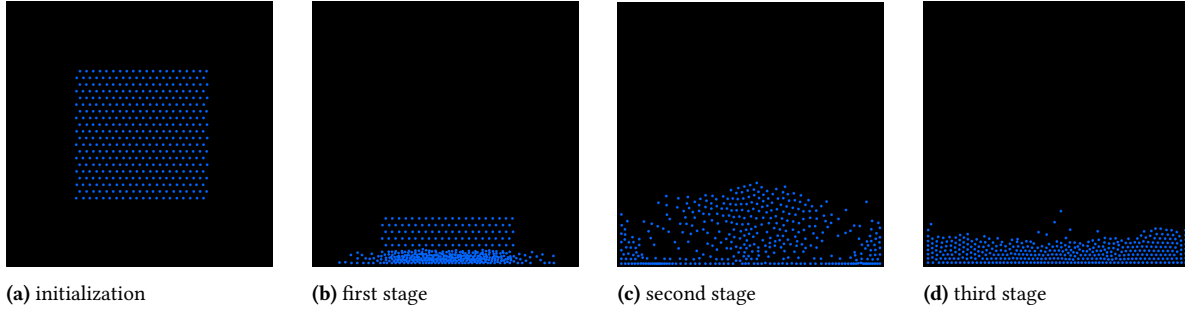 (a) initialization
(b) first stage
(c) second stage
(d) third stage